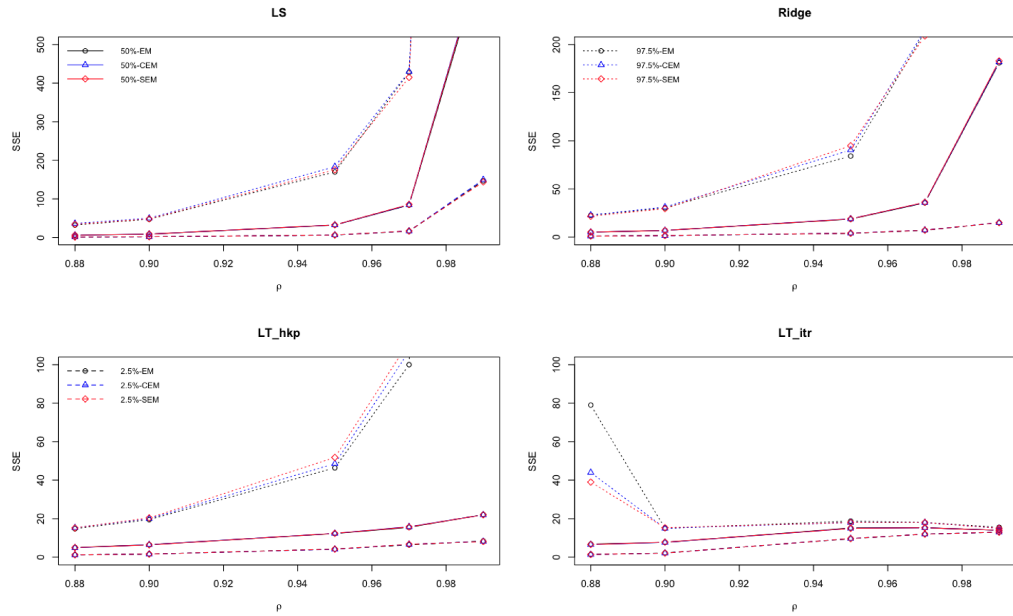 LS
SSE
500
400
300
200
100
0
50%-EM
50%-CEM
50%-SEM
0.88 0.90 0.92 0.94 0.96 0.98
ρ
Ridge
SSE
200
150
100
50
0
97.5%-EM
97.5%-CEM
97.5%-SEM
0.88 0.90 0.92 0.94 0.96 0.98
ρ
LT_hkp
SSE
100
80
60
40
20
0
2.5%-EM
2.5%-CEM
2.5%-SEM
0.88 0.90 0.92 0.94 0.96 0.98
ρ
LT_itr
SSE
100
80
60
40
20
0
0.88 0.90 0.92 0.94 0.96 0.98
ρ